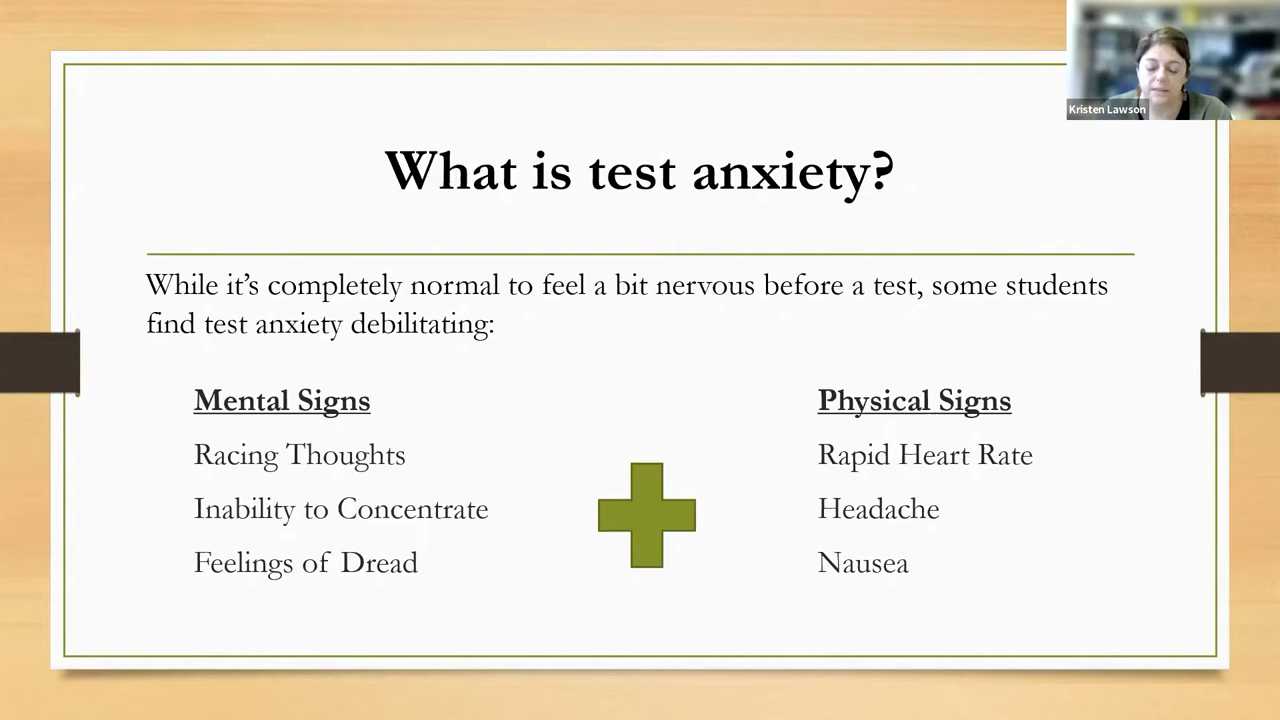 Kristen Lawson
What is test anxiety?
While it’s completely normal to feel a bit nervous before a test, some students
find test anxiety debilitating:
Mental Signs
Racing Thoughts
Inability to Concentrate
Feelings of Dread
Physical Signs
Rapid Heart Rate
Headache
Nausea